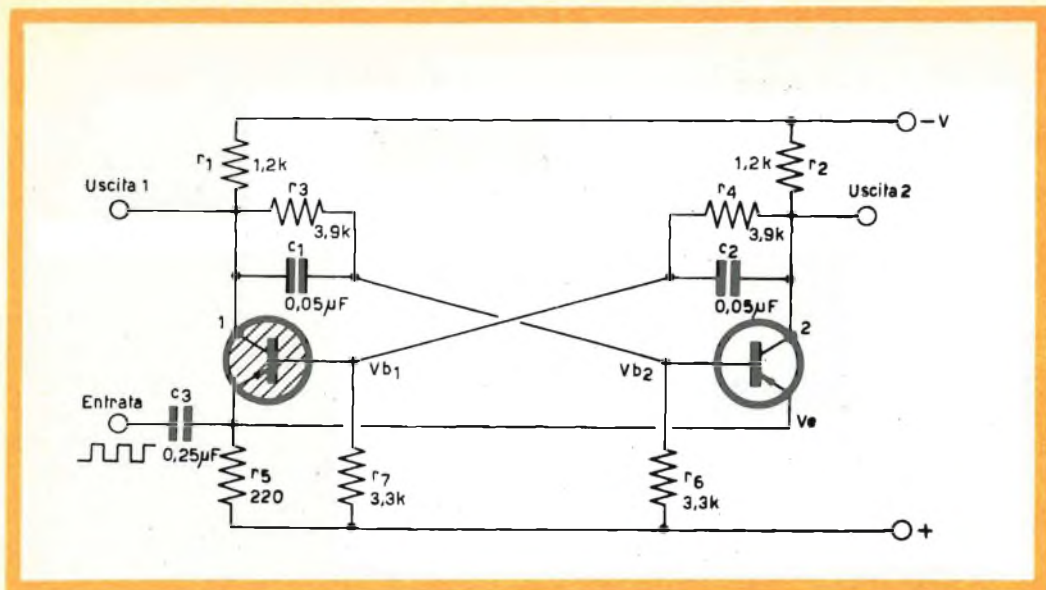 −V
r1
1,2k
1,2k
r2
Uscita 1
r3
r4
Uscita 2
3,9k
3,9k
c1
c2
0,05µF
0,05µF
1
2
Vb1
Vb2
Entrata
c3
Ve
0,25µF
r5
220
r7
3,3k
r6
3,3k
+